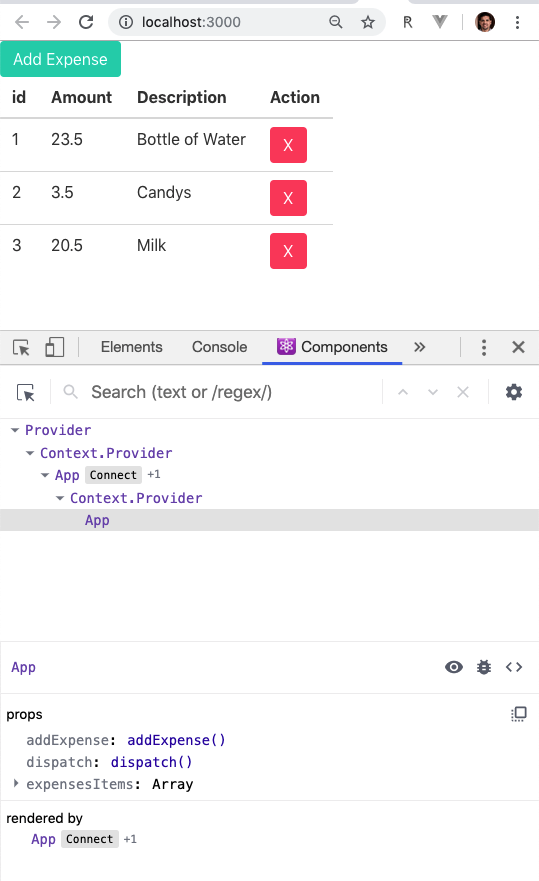 localhost:3000
Add Expense
id Amount Description Action
1 23.5 Bottle of Water X
2 3.5 Candys X
3 20.5 Milk X
Elements Console Components »
Search (text or /regex/)
Provider
Context.Provider
App Connect +1
Context.Provider
App
App
props
addExpense: addExpense()
dispatch: dispatch()
expensesItems: Array
rendered by
App Connect +1